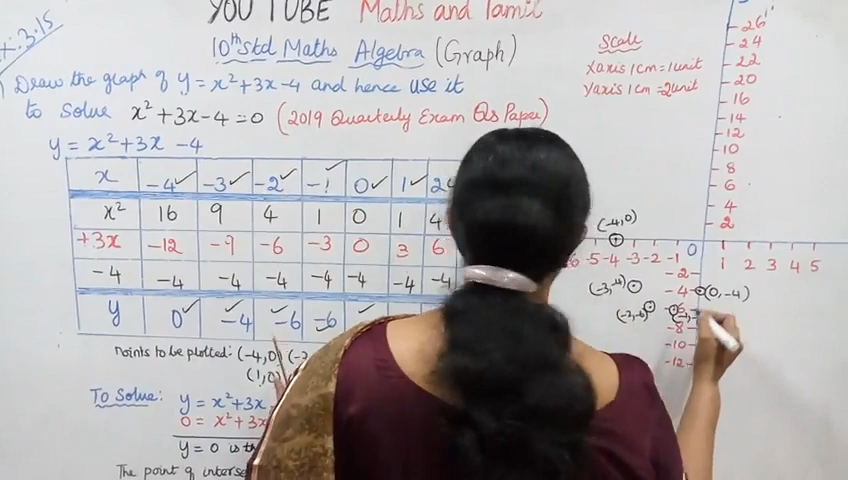 YOU TUBE Maths and Tamil
Ex: 3.15
10th std Maths Algebra (Graph)
Draw the graph of y = x² + 3x - 4 and hence use it
to solve x² + 3x - 4 = 0 (2019 Quarterly Exam Qs Paper)
y = x² + 3x - 4
x -4 ✓ -3 ✓ -2 ✓ -1 ✓ 0 ✓ 1 ✓ 2
x² 16 9 4 1 0 1 4
+3x -12 -9 -6 -3 0 3 6
-4 -4 -4 -4 -4 -4 -4 -4
y 0 ✓ -4 ✓ -6 ✓ -6 ✓
Points to be plotted: (-4,0) (-2
(1,0)
To Solve: y = x² + 3x
0 = x² + 3x
y = 0 is th
The point of interse
Scale
x axis 1cm = 1 unit
y axis 1cm = 2 unit
26
24
22
20
16
14
12
10
8
6
4
2
(-4,0)
-5 -4 -3 -2 -1 0 1 2 3 4 5
-2
(-3,-4) -4 (0,-4)
(-2,-6)
-8
-10
-12